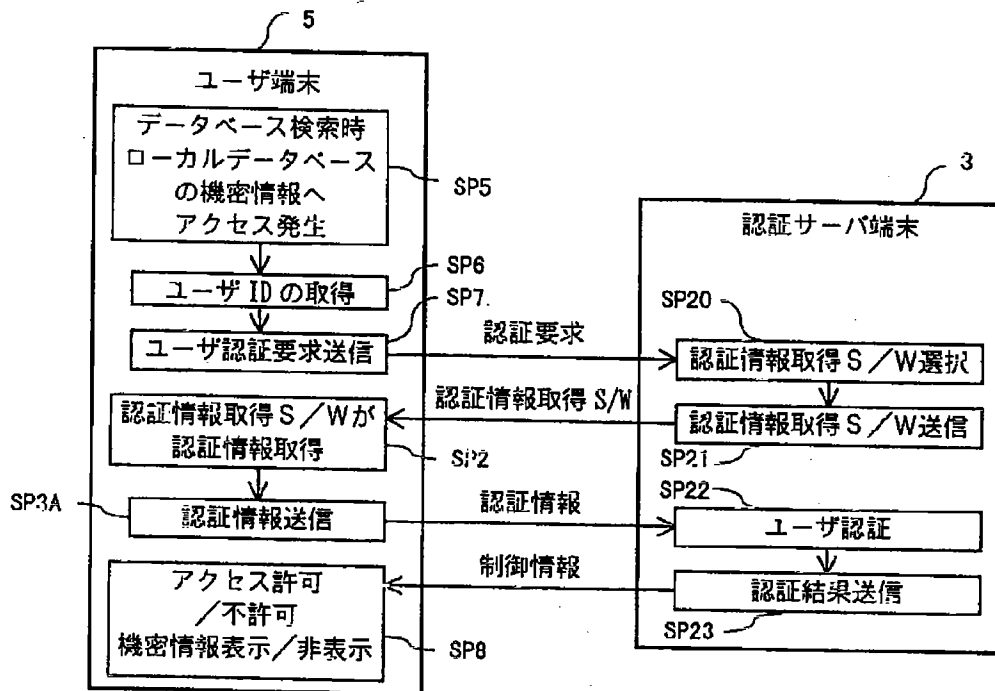 5
ユーザ端末
データベース検索時
ローカルデータベース
の機密情報へ
アクセス発生
SP5
ユーザIDの取得
SP6
ユーザ認証要求送信
SP7.
認証要求
3
認証サーバ端末
SP20
認証情報取得S/W選択
認証情報取得S/W
認証情報取得S/W送信
SP21
認証情報取得S/Wが
認証情報取得
SP2
SP3A
認証情報送信
認証情報
SP22
ユーザ認証
制御情報
認証結果送信
SP23
アクセス許可
/不許可
機密情報表示/非表示
SP8